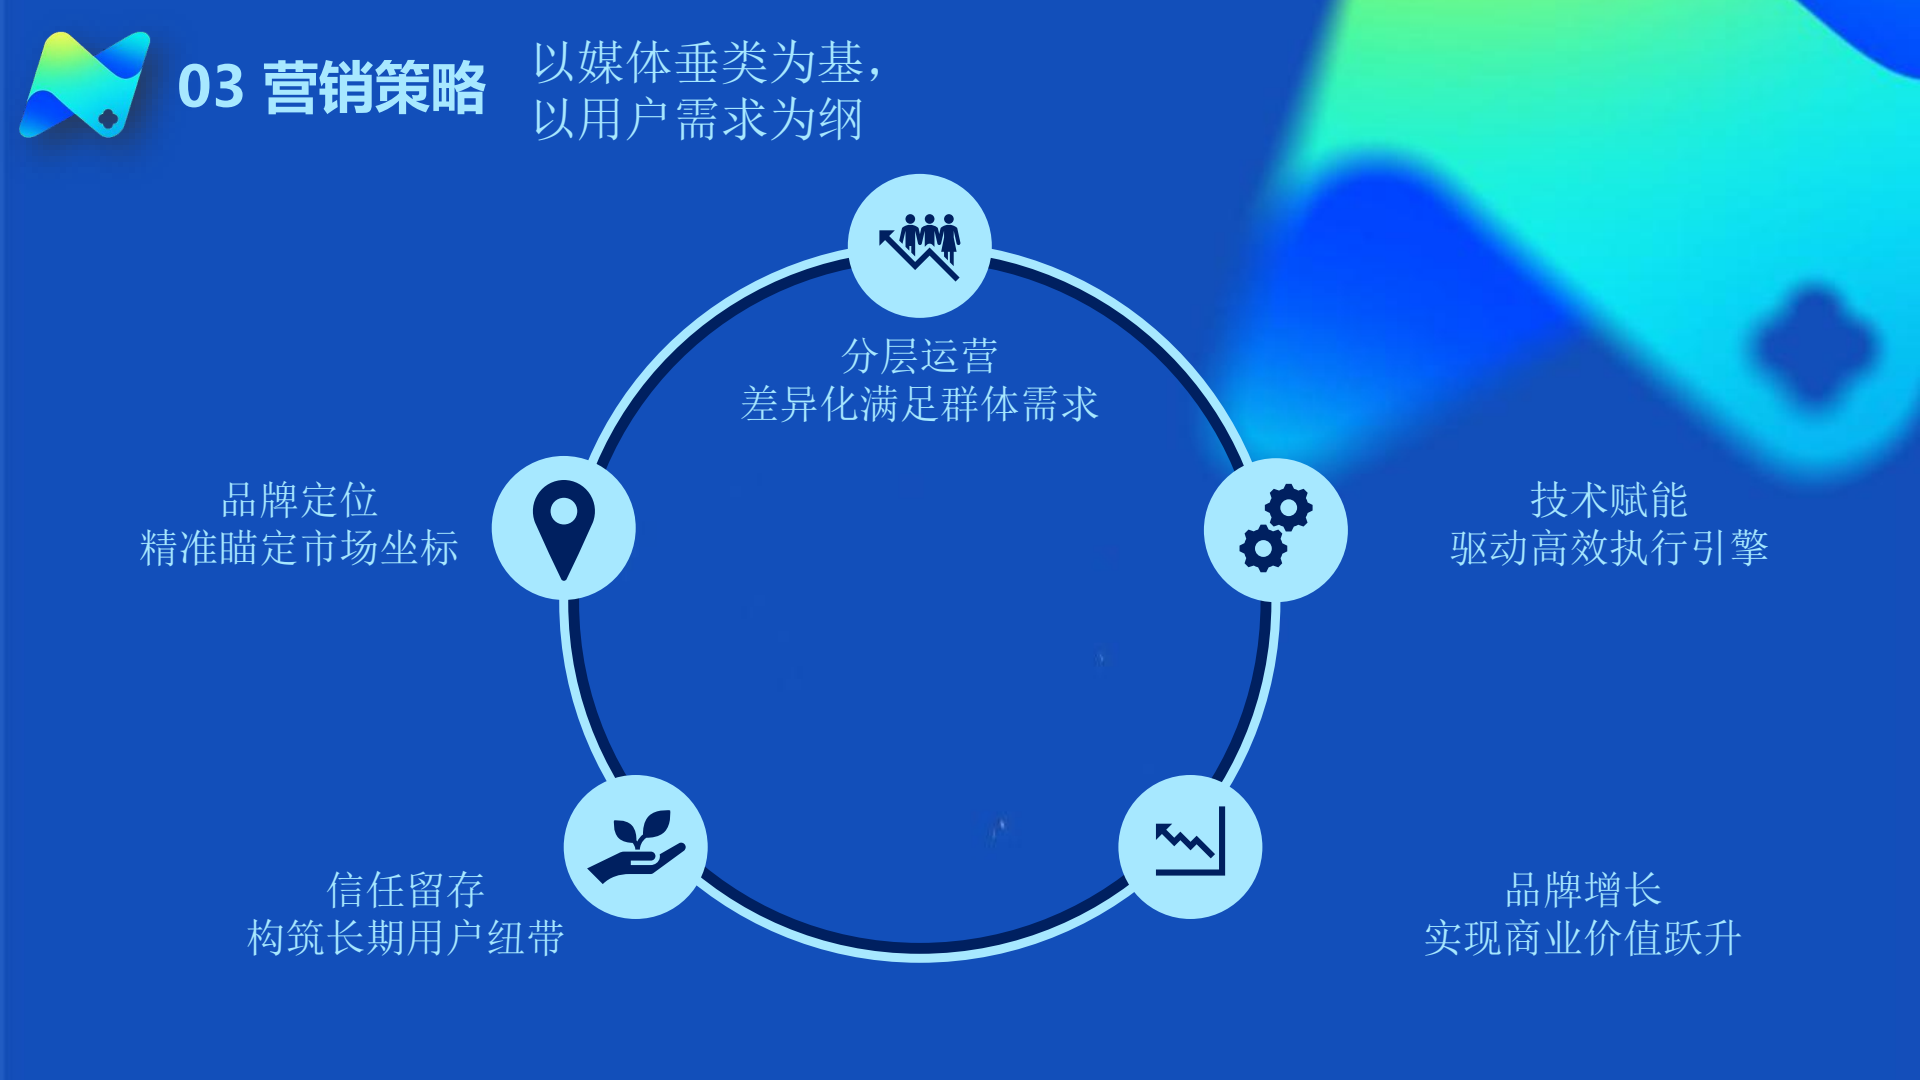 03 营销策略
以媒体垂类为基，
以用户需求为纲
分层运营
差异化满足群体需求
品牌定位
精准瞄定市场坐标
技术赋能
驱动高效执行引擎
信任留存
构筑长期用户纽带
品牌增长
实现商业价值跃升